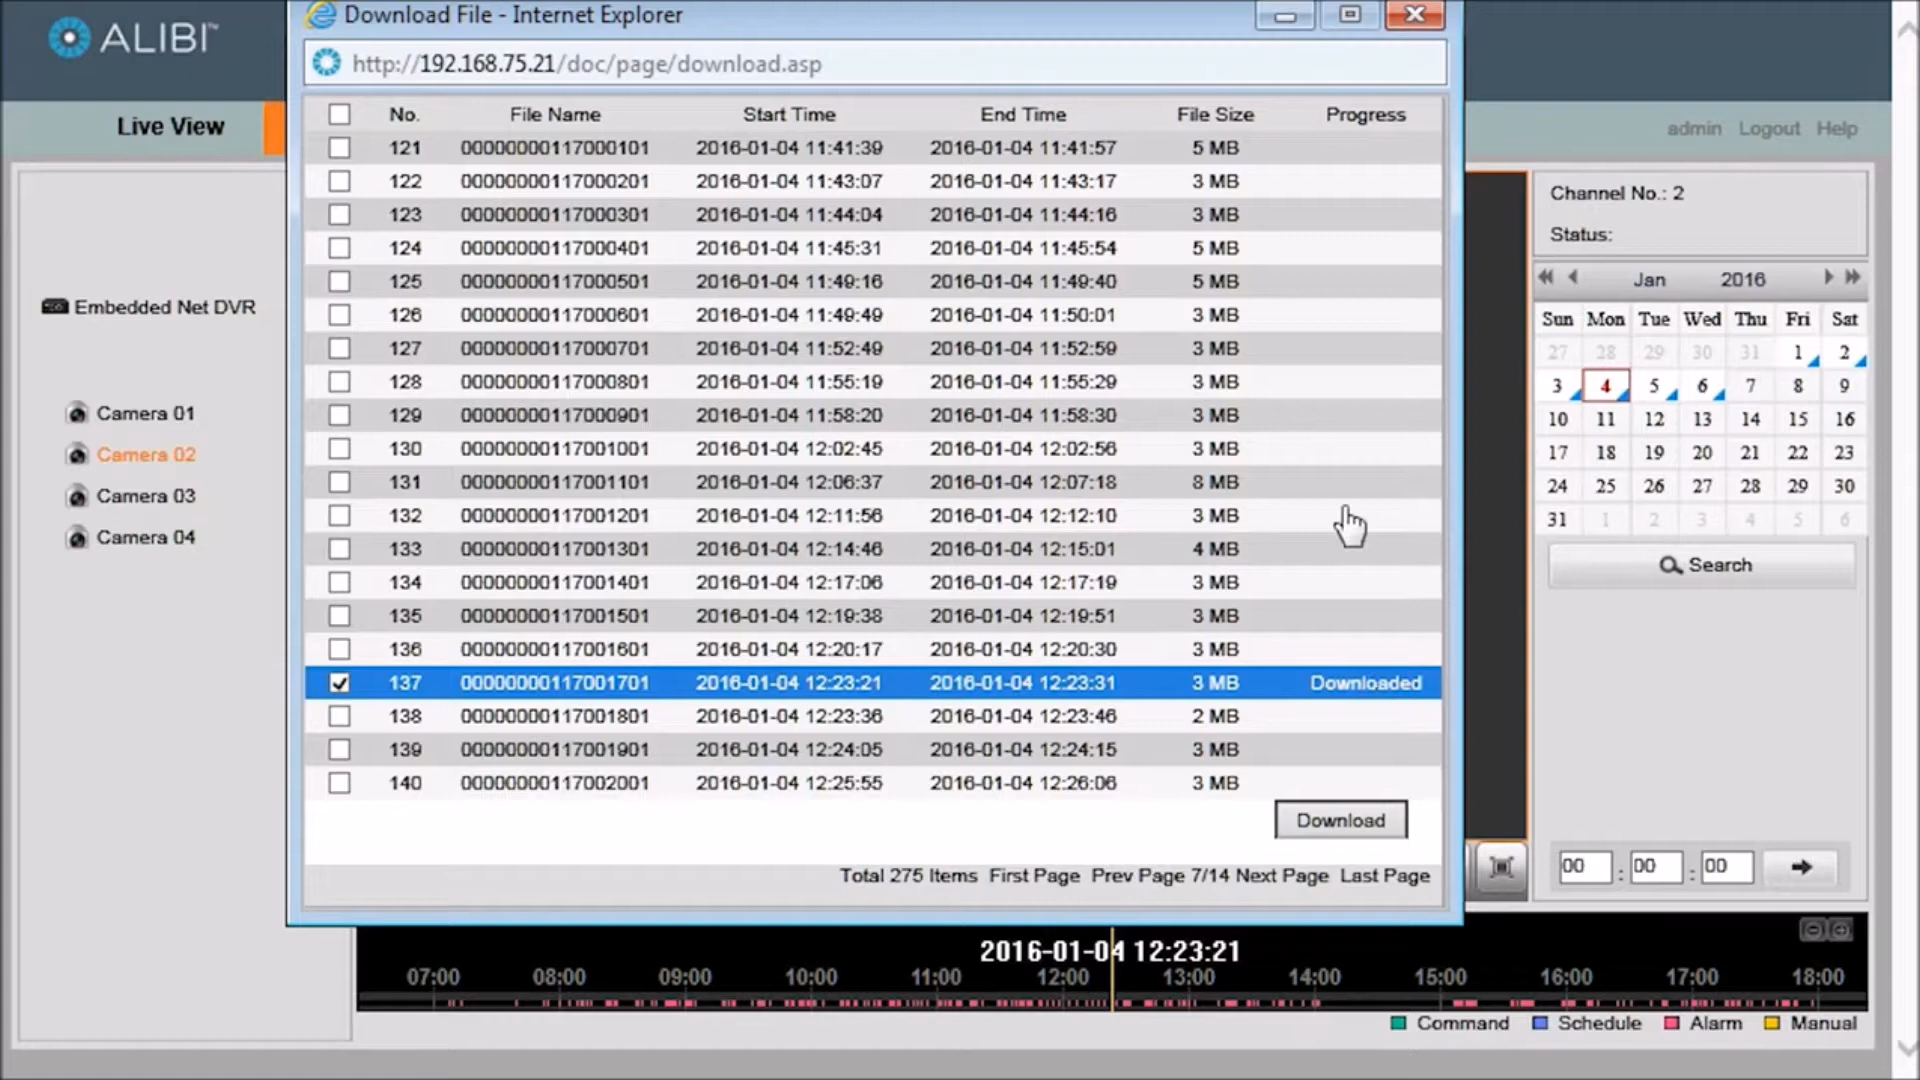 ALIBI™
Download File - Internet Explorer
http://192.168.75.21/doc/page/download.asp
Live View
admin Logout Help
No. File Name Start Time End Time File Size Progress
121 00000000117000101 2016-01-04 11:41:39 2016-01-04 11:41:57 5 MB
122 00000000117000201 2016-01-04 11:43:07 2016-01-04 11:43:17 3 MB
123 00000000117000301 2016-01-04 11:44:04 2016-01-04 11:44:16 3 MB
124 00000000117000401 2016-01-04 11:45:31 2016-01-04 11:45:54 5 MB
125 00000000117000501 2016-01-04 11:49:16 2016-01-04 11:49:40 5 MB
126 00000000117000601 2016-01-04 11:49:49 2016-01-04 11:50:01 3 MB
127 00000000117000701 2016-01-04 11:52:49 2016-01-04 11:52:59 3 MB
128 00000000117000801 2016-01-04 11:55:19 2016-01-04 11:55:29 3 MB
129 00000000117000901 2016-01-04 11:58:20 2016-01-04 11:58:30 3 MB
130 00000000117001001 2016-01-04 12:02:45 2016-01-04 12:02:56 3 MB
131 00000000117001101 2016-01-04 12:06:37 2016-01-04 12:07:18 8 MB
132 00000000117001201 2016-01-04 12:11:56 2016-01-04 12:12:10 3 MB
133 00000000117001301 2016-01-04 12:14:46 2016-01-04 12:15:01 4 MB
134 00000000117001401 2016-01-04 12:17:06 2016-01-04 12:17:19 3 MB
135 00000000117001501 2016-01-04 12:19:38 2016-01-04 12:19:51 3 MB
136 00000000117001601 2016-01-04 12:20:17 2016-01-04 12:20:30 3 MB
137 00000000117001701 2016-01-04 12:23:21 2016-01-04 12:23:31 3 MB Downloaded
138 00000000117001801 2016-01-04 12:23:36 2016-01-04 12:23:46 2 MB
139 00000000117001901 2016-01-04 12:24:05 2016-01-04 12:24:15 3 MB
140 00000000117002001 2016-01-04 12:25:55 2016-01-04 12:26:06 3 MB
Download
Total 275 Items First Page Prev Page 7/14 Next Page Last Page
Embedded Net DVR
Camera 01
Camera 02
Camera 03
Camera 04
Channel No.: 2
Status:
Jan 2016
Sun Mon Tue Wed Thu Fri Sat
27 28 29 30 31 1 2
3 4 5 6 7 8 9
10 11 12 13 14 15 16
17 18 19 20 21 22 23
24 25 26 27 28 29 30
31 1 2 3 4 5 6
Search
00 : 00 : 00
2016-01-04 12:23:21
07:00 08:00 09:00 10:00 11:00 12:00 13:00 14:00 15:00 16:00 17:00 18:00
Command Schedule Alarm Manual